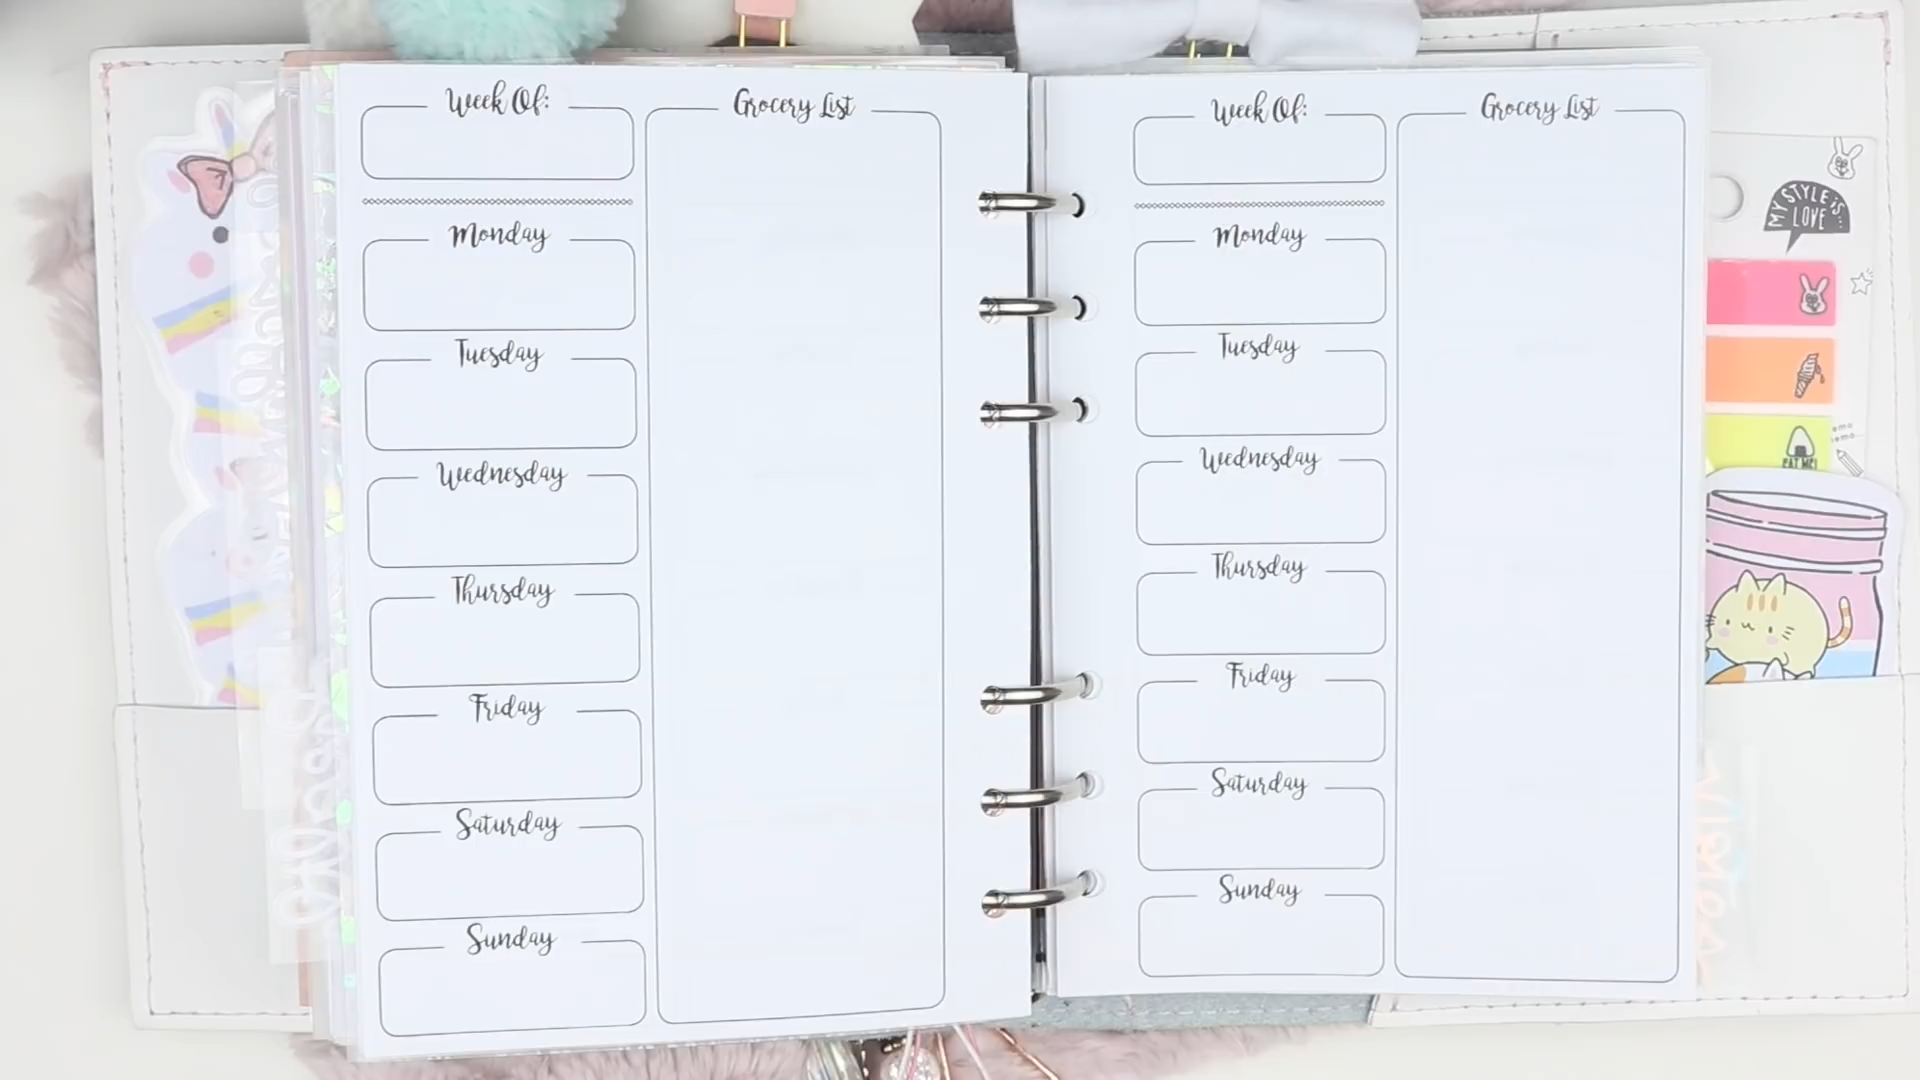 Week Of:
Grocery List
Monday
Tuesday
Wednesday
Thursday
Friday
Saturday
Sunday
Week Of:
Grocery List
Monday
Tuesday
Wednesday
Thursday
Friday
Saturday
Sunday
MY STYLE is...
LOVE
EAT ME!